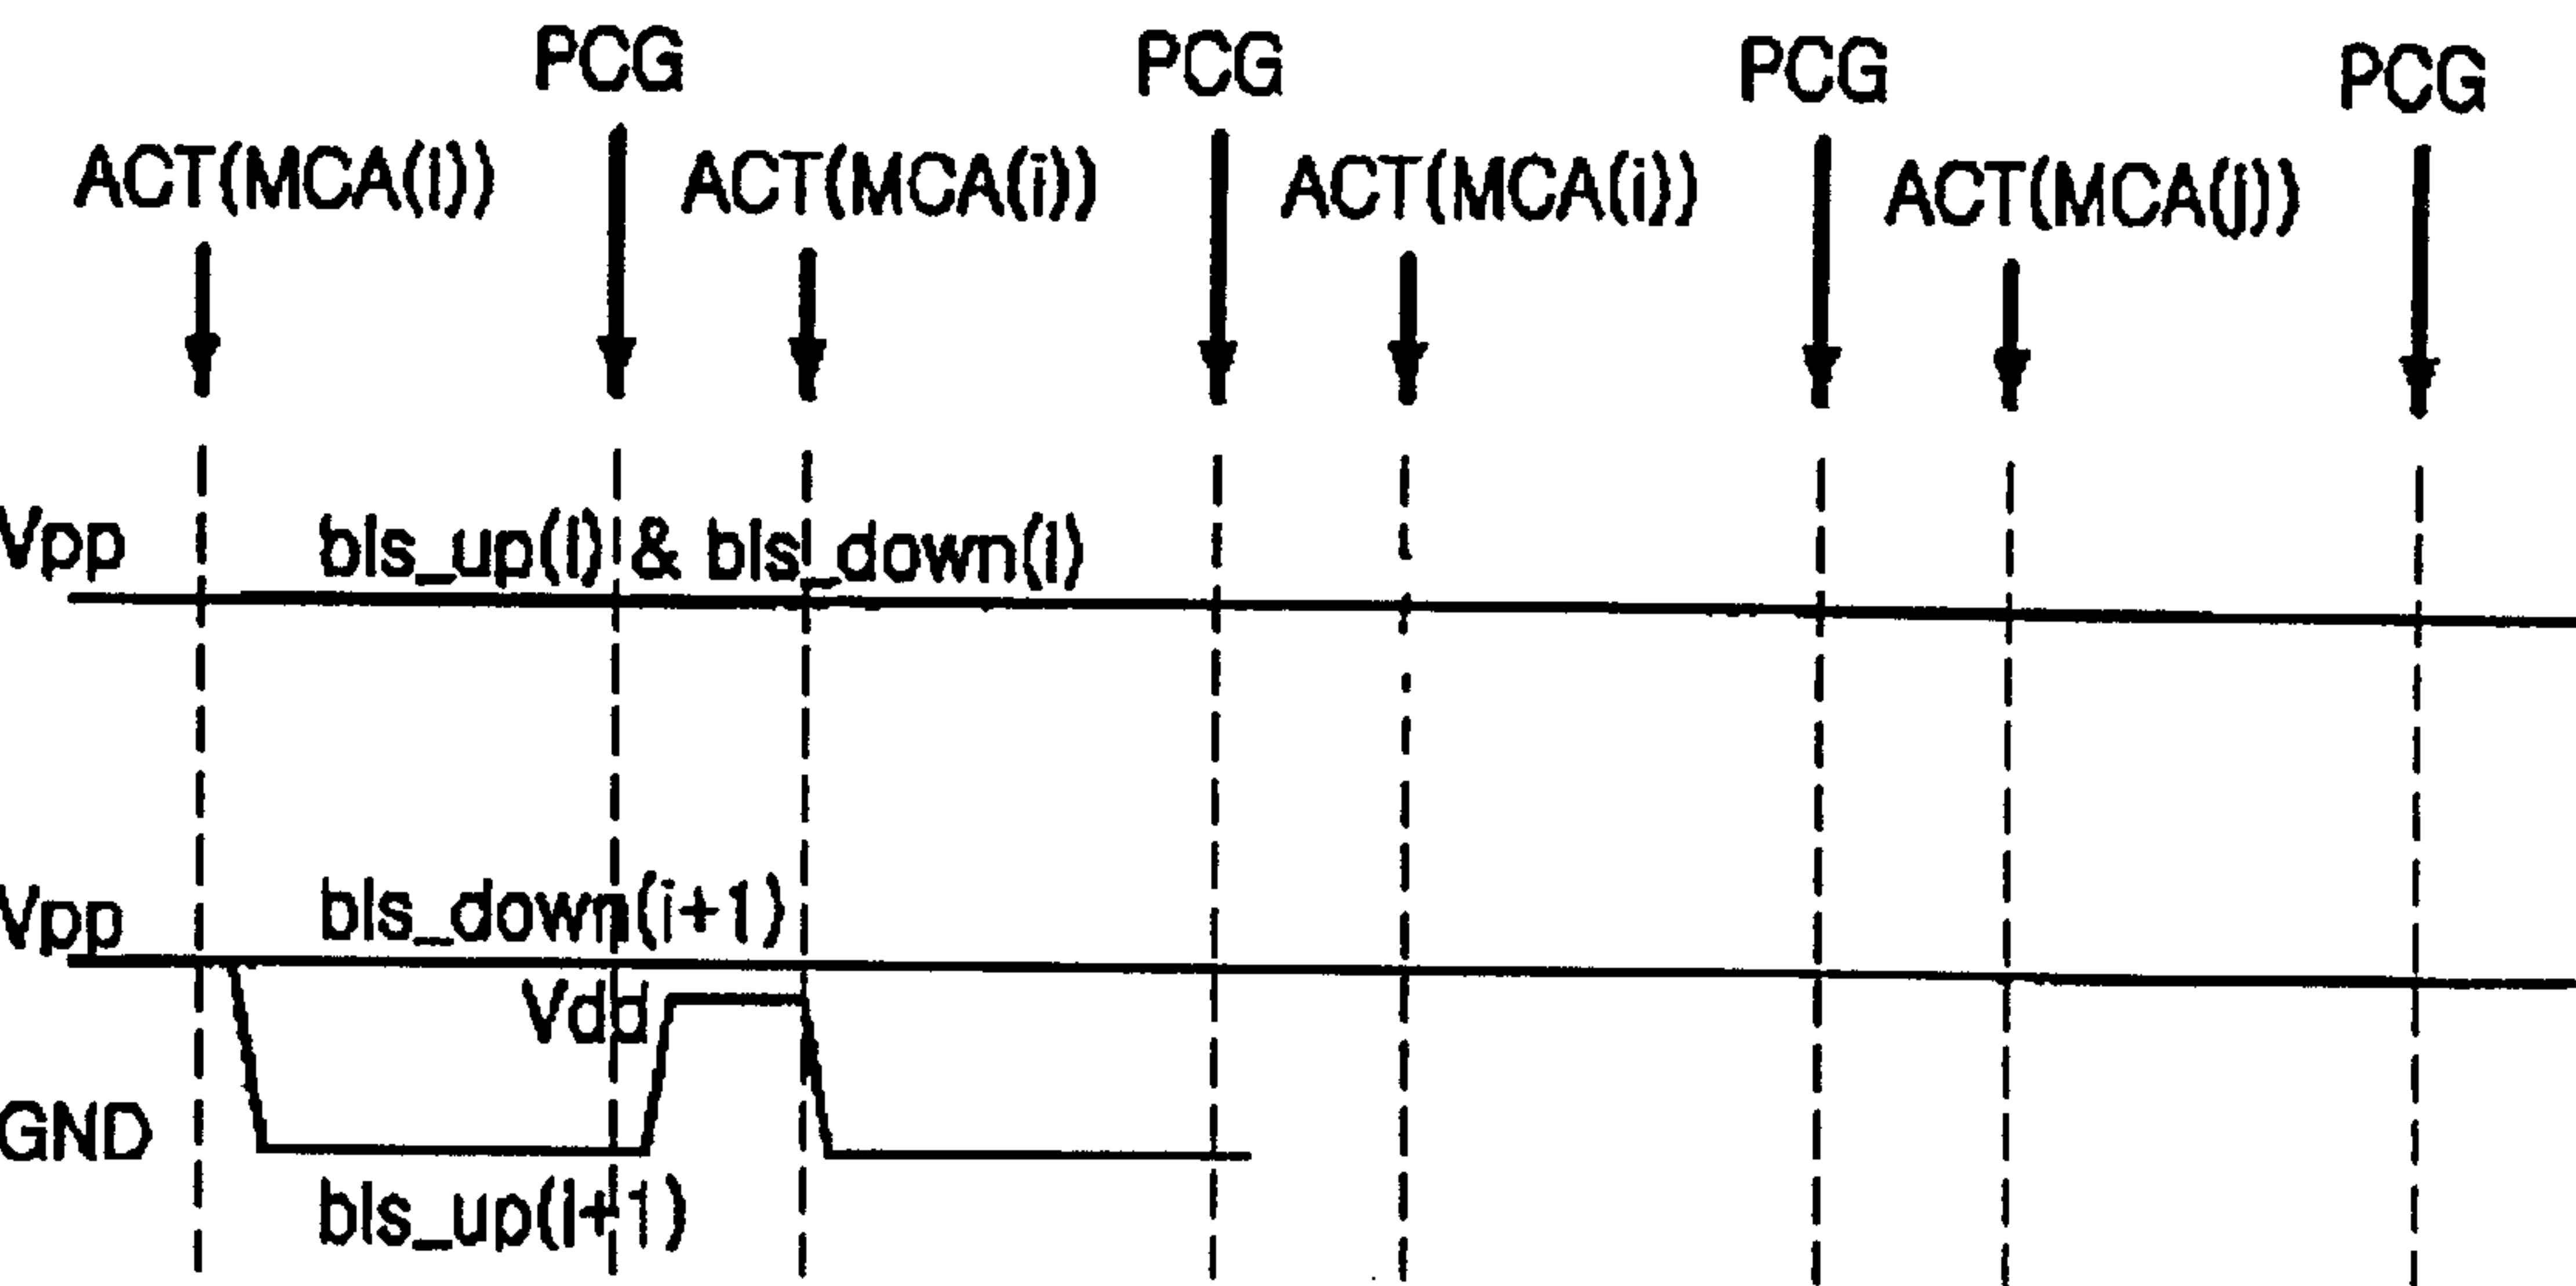 PCG PCG PCG PCG
ACT(MCA(i)) ACT(MCA(i)) ACT(MCA(i)) ACT(MCA(j))
Vpp bls_up(i) & bls_down(i)
Vpp bls_down(i+1)
Vdd
GND
bls_up(i+1)